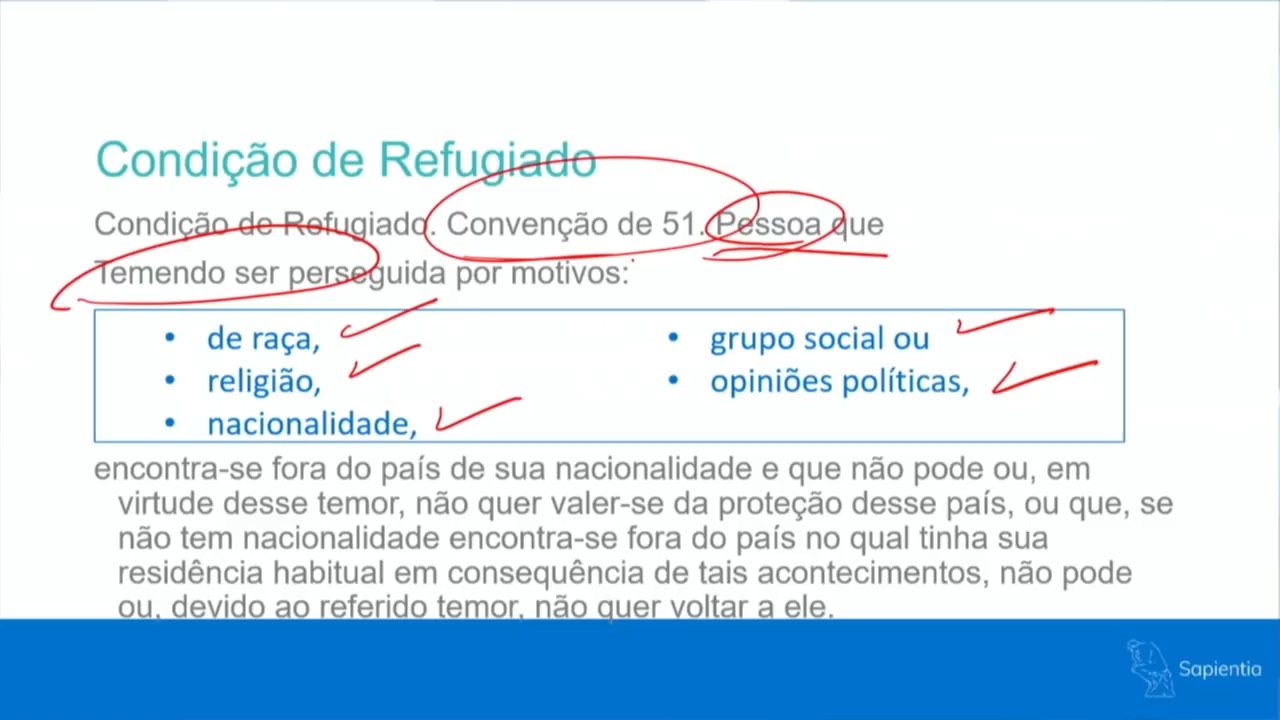 Condição de Refugiado
Condição de Refugiado. Convenção de 51. Pessoa que
Temendo ser perseguida por motivos:
• de raça,
• religião,
• nacionalidade,
• grupo social ou
• opiniões políticas,
encontra-se fora do país de sua nacionalidade e que não pode ou, em
virtude desse temor, não quer valer-se da proteção desse país, ou que, se
não tem nacionalidade encontra-se fora do país no qual tinha sua
residência habitual em consequência de tais acontecimentos, não pode
ou, devido ao referido temor, não quer voltar a ele.
Sapientia